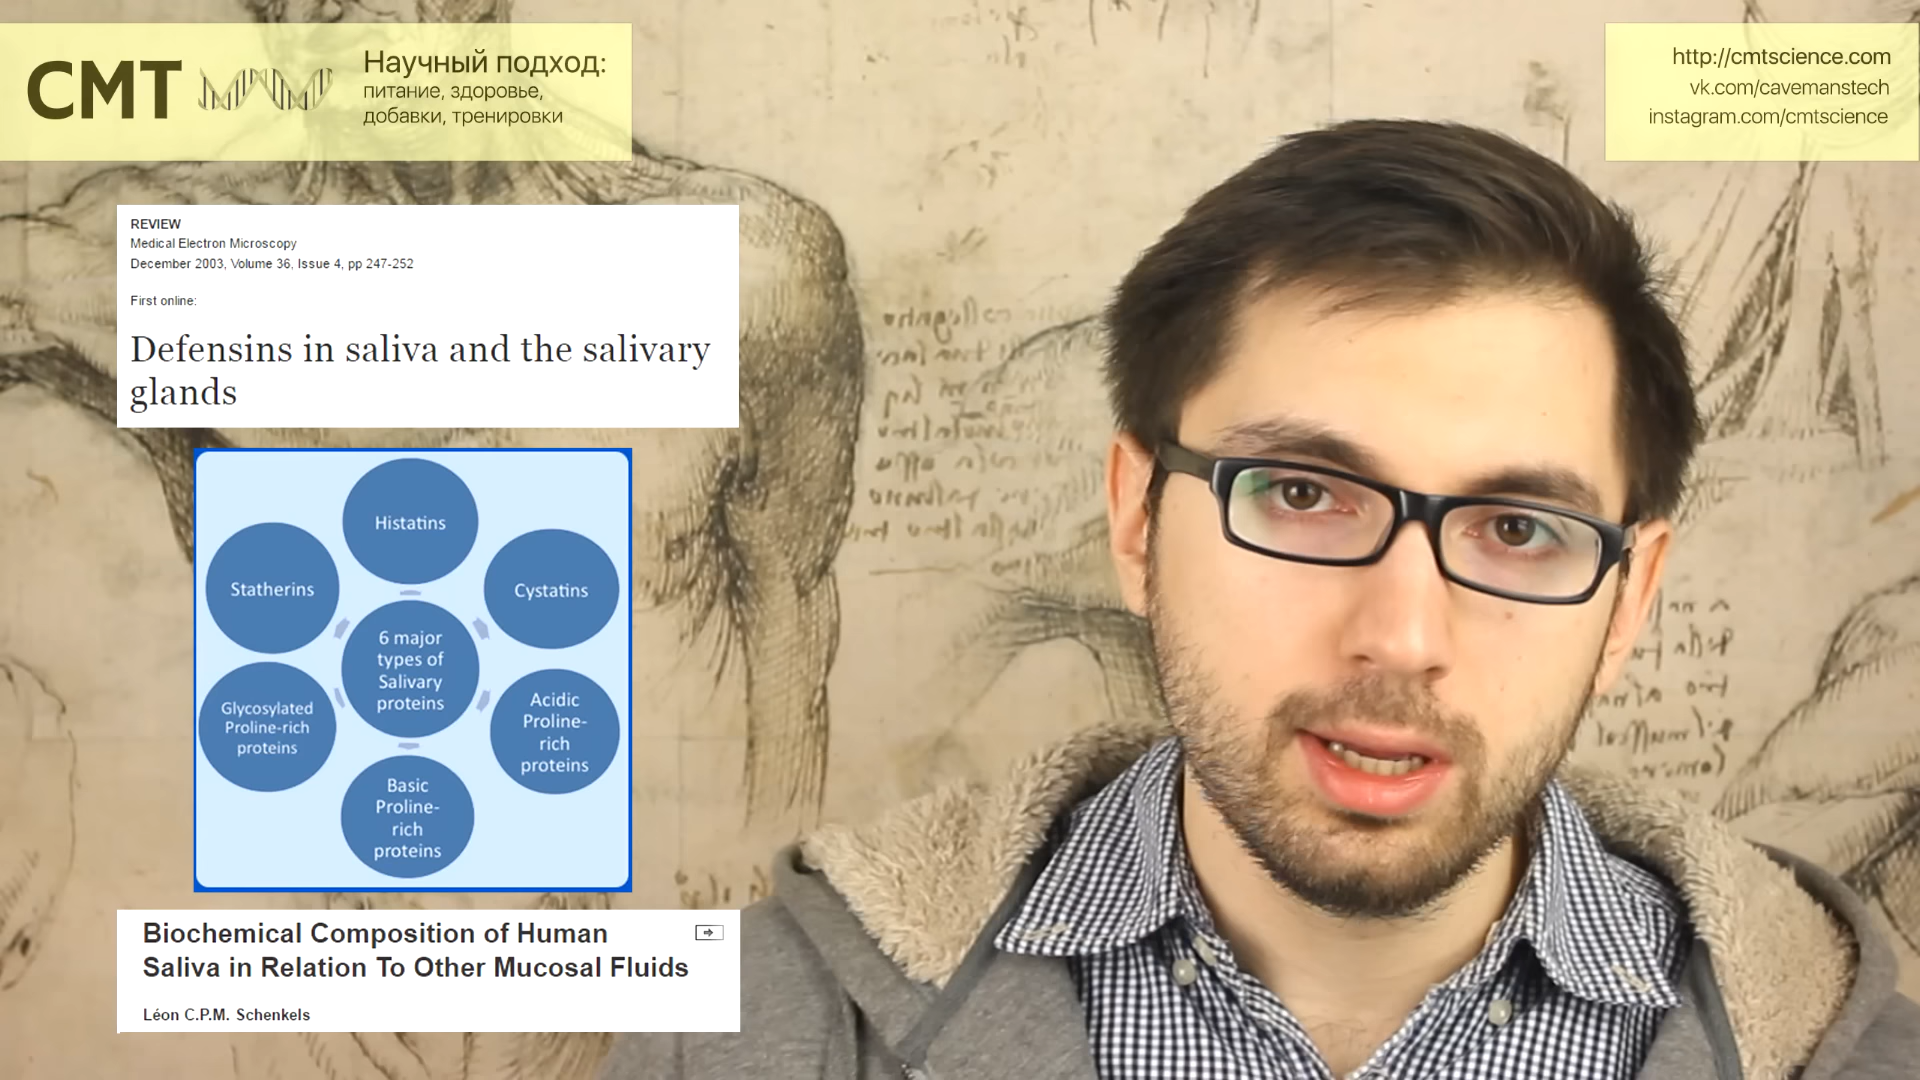 CMT
Научный подход:
питание, здоровье,
добавки, тренировки
http://cmtscience.com
vk.com/cavemanstech
instagram.com/cmtscience
REVIEW
Medical Electron Microscopy
December 2003, Volume 36, Issue 4, pp 247-252
First online:
Defensins in saliva and the salivary
glands
Histatins
Statherins
Cystatins
6 major
types of
Salivary
proteins
Glycosylated
Proline-rich
proteins
Acidic
Proline-
rich
proteins
Basic
Proline-
rich
proteins
Biochemical Composition of Human
Saliva in Relation To Other Mucosal Fluids
Léon C.P.M. Schenkels